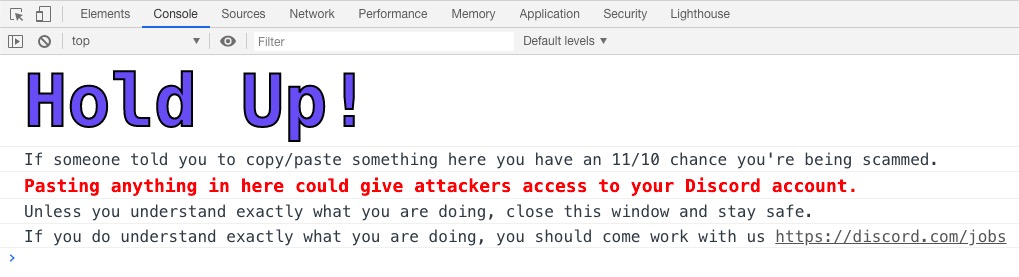 Elements Console Sources Network Performance Memory Application Security Lighthouse
top Filter Default levels
Hold Up!
If someone told you to copy/paste something here you have an 11/10 chance you're being scammed.
Pasting anything in here could give attackers access to your Discord account.
Unless you understand exactly what you are doing, close this window and stay safe.
If you do understand exactly what you are doing, you should come work with us https://discord.com/jobs